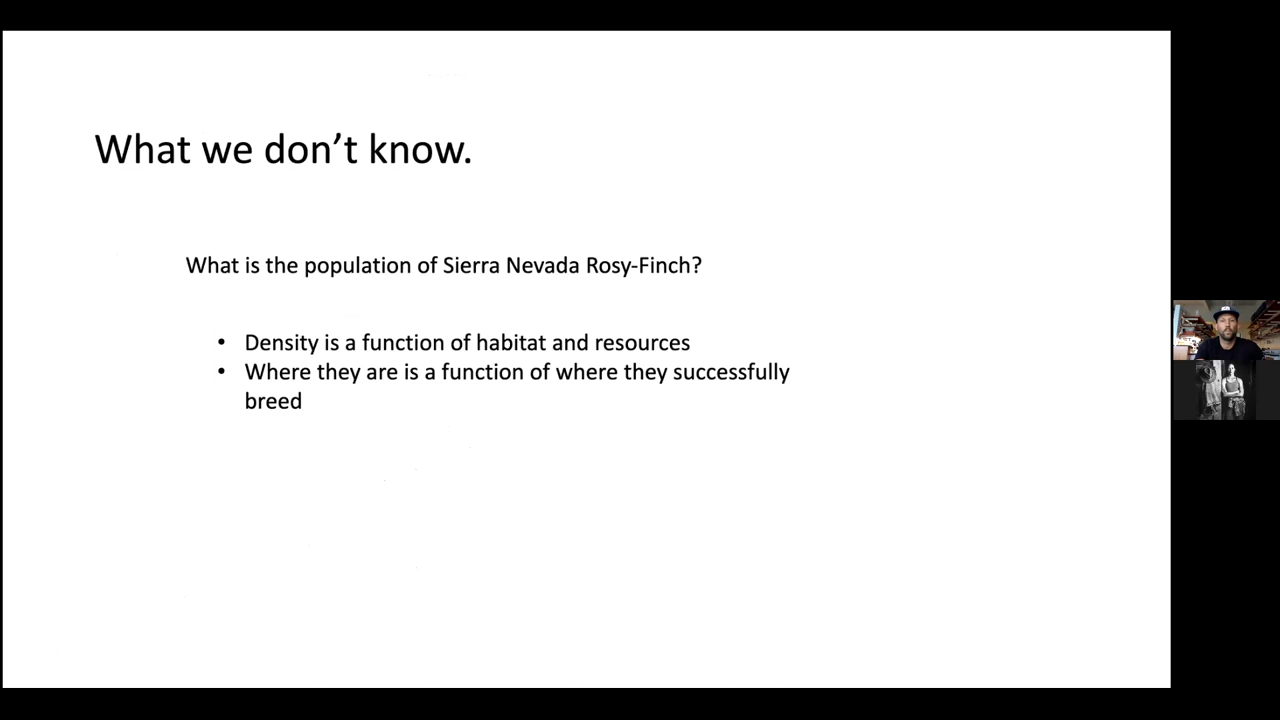 What we don’t know.
What is the population of Sierra Nevada Rosy-Finch?
• Density is a function of habitat and resources
• Where they are is a function of where they successfully
breed